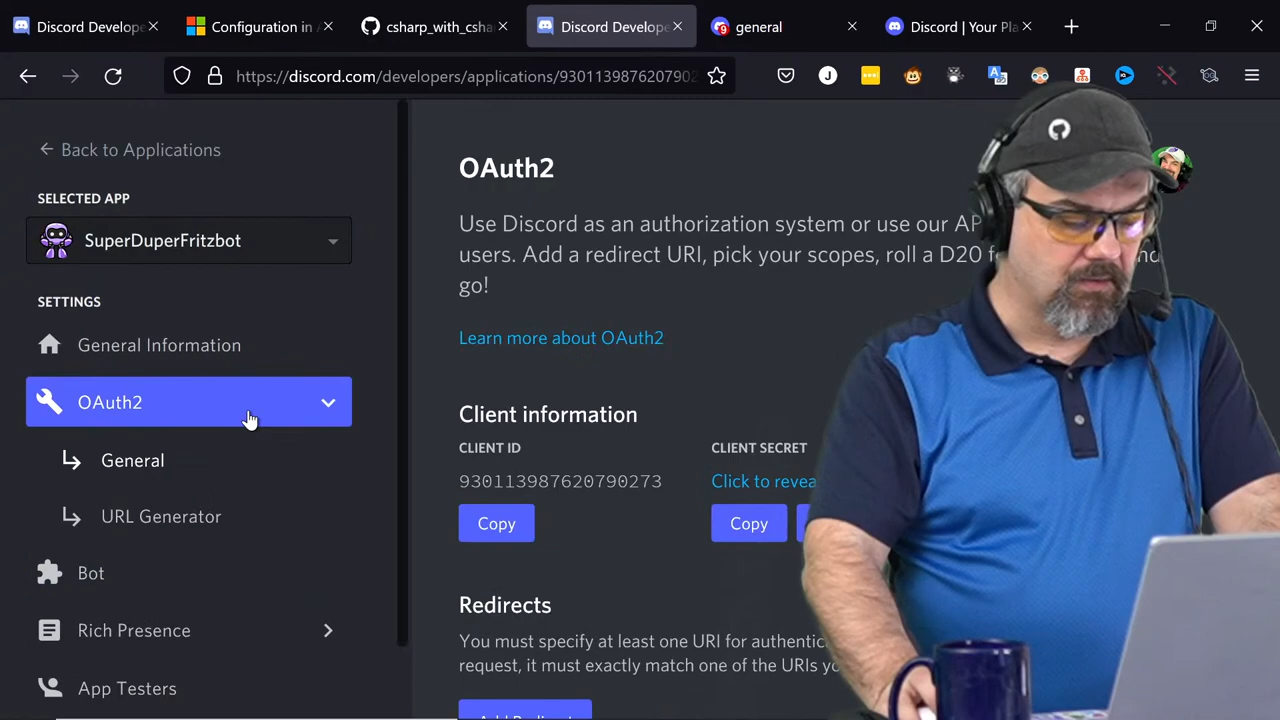 Discord Develope
Configuration in A
csharp_with_csha
Discord Develope
general
Discord | Your Pla
https://discord.com/developers/applications/930113987620790
Back to Applications
SELECTED APP
SuperDuperFritzbot
SETTINGS
General Information
OAuth2
General
URL Generator
Bot
Rich Presence
App Testers
OAuth2
Use Discord as an authorization system or use our AP
users. Add a redirect URI, pick your scopes, roll a D20 f nd
go!
Learn more about OAuth2
Client information
CLIENT ID
930113987620790273
Copy
CLIENT SECRET
Click to revea
Copy
Redirects
You must specify at least one URI for authentic
request, it must exactly match one of the URIs yo
Add Redirect